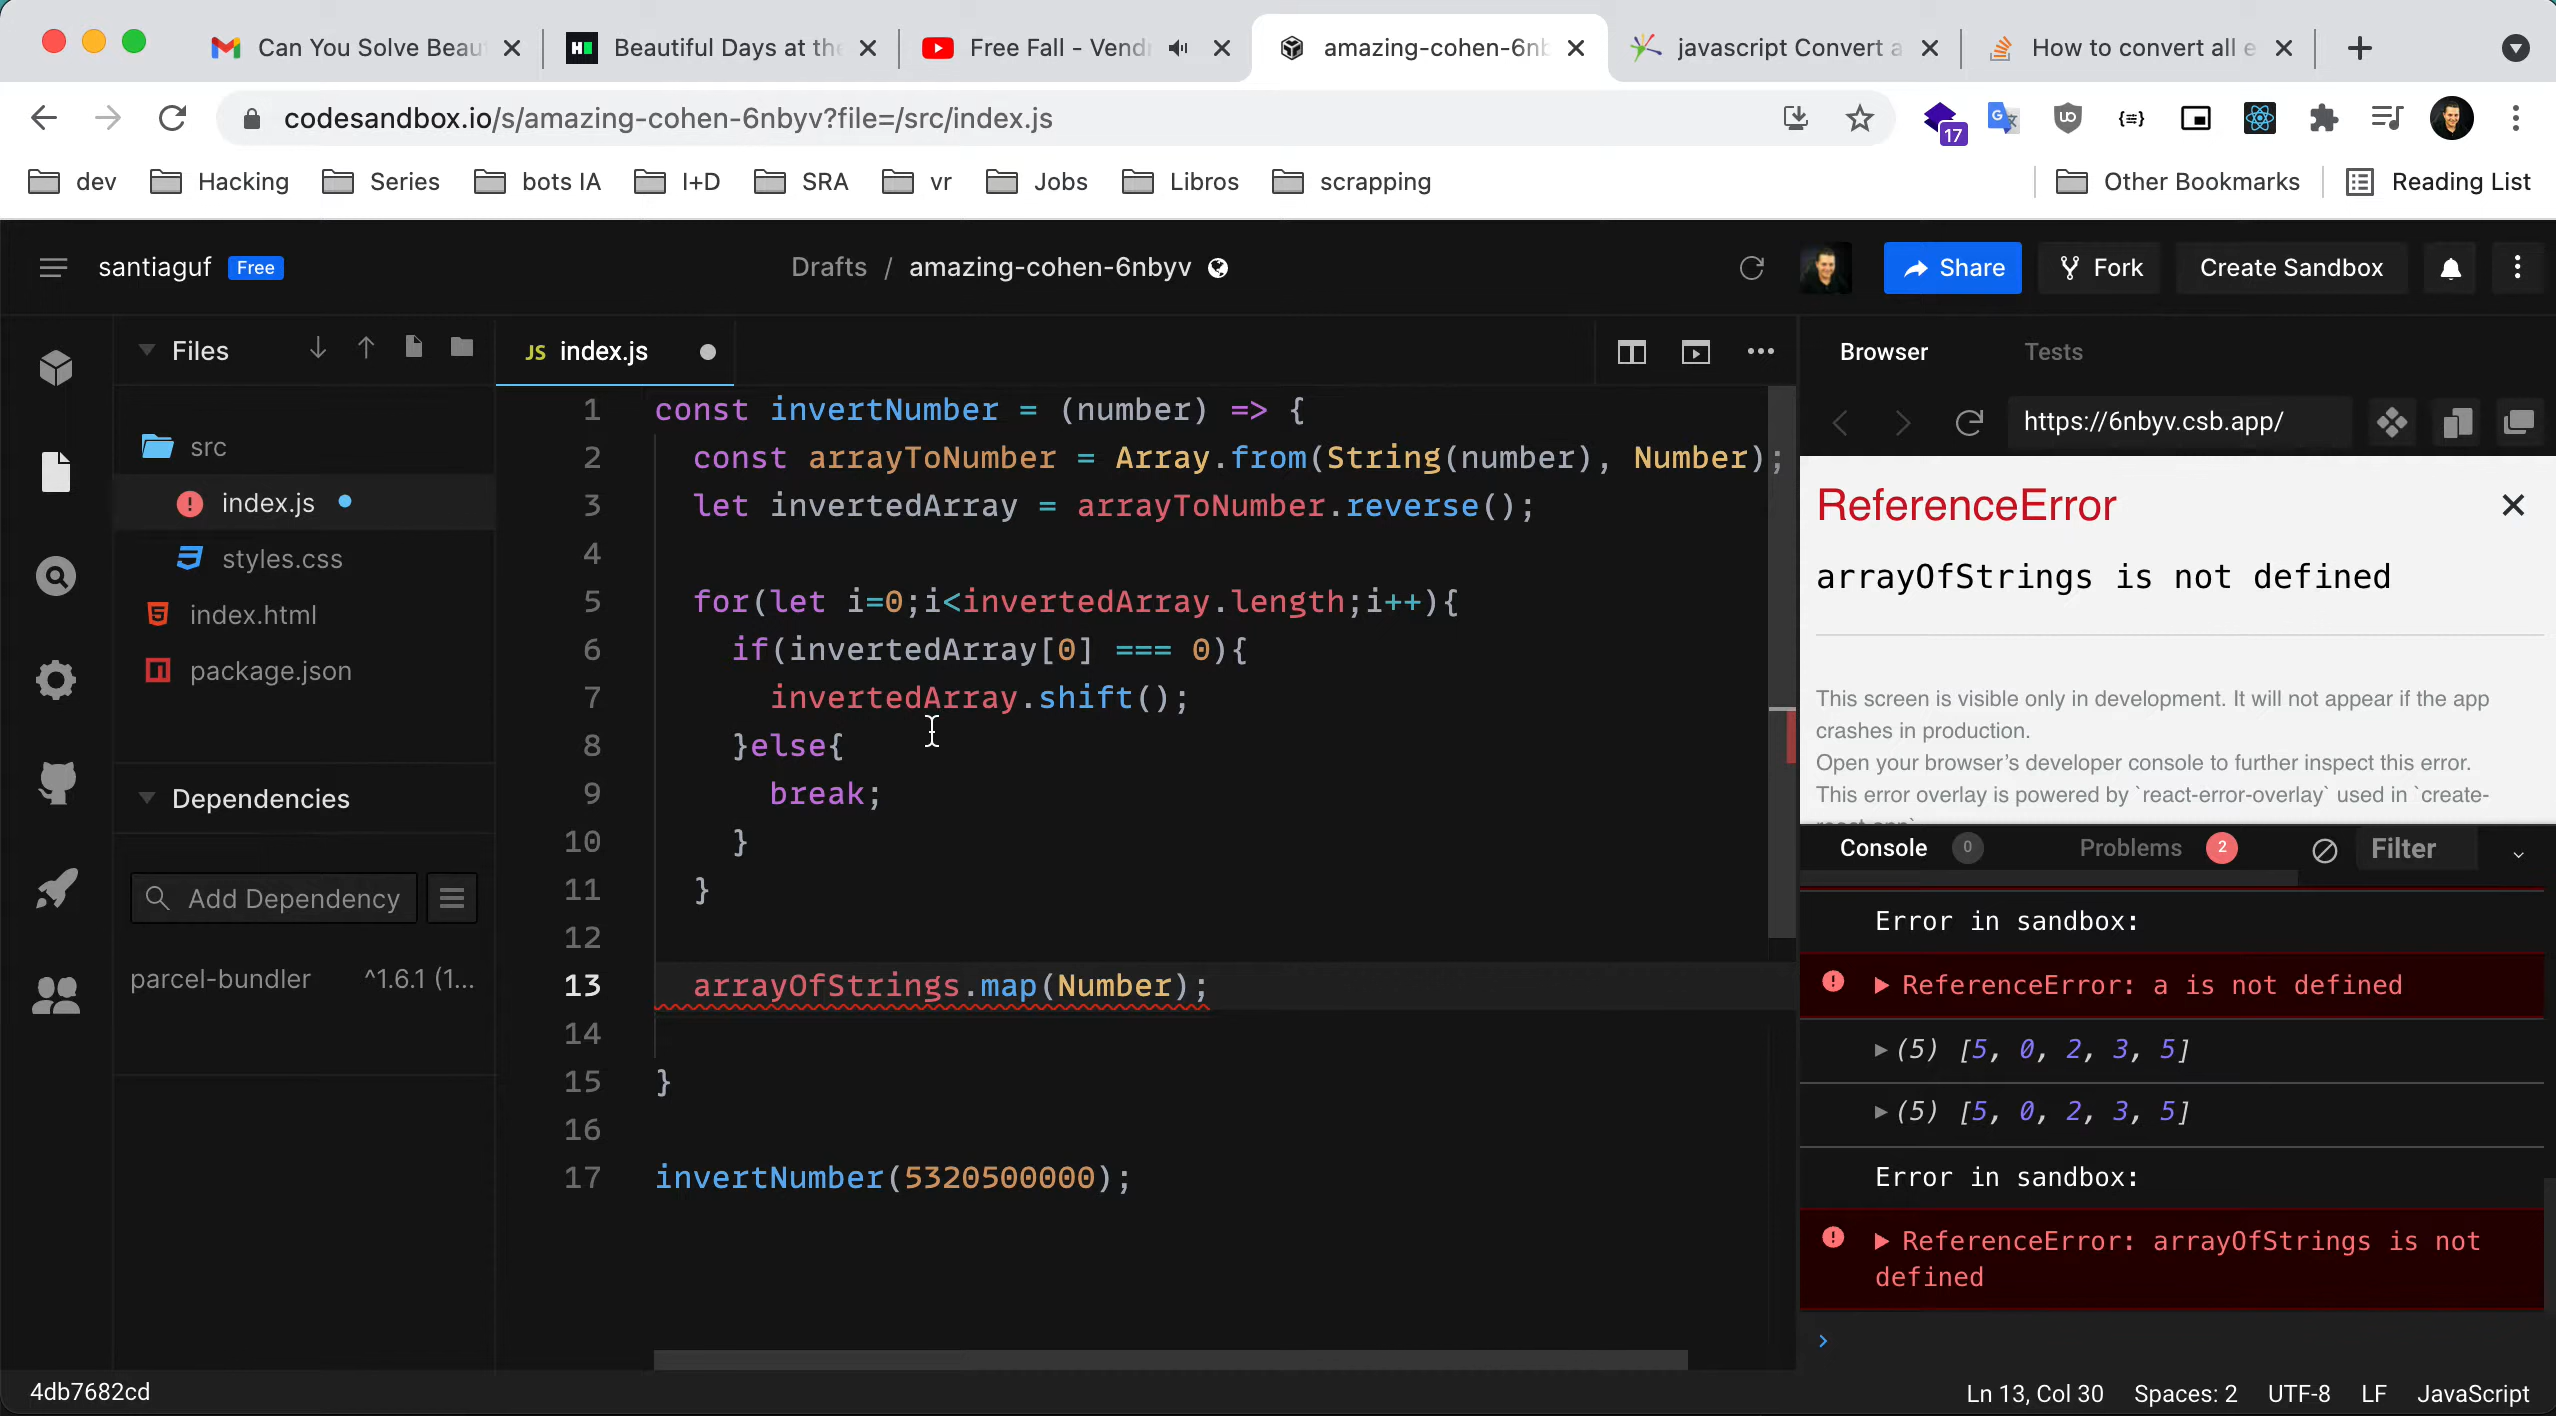 Can You Solve Beau
Beautiful Days at the
Free Fall - Vend
amazing-cohen-6nb
javascript Convert a
How to convert all e
codesandbox.io/s/amazing-cohen-6nbyv?file=/src/index.js
17
dev
Hacking
Series
bots IA
I+D
SRA
vr
Jobs
Libros
scrapping
Other Bookmarks
Reading List
santiaguf
Free
Drafts / amazing-cohen-6nbyv
Share
Fork
Create Sandbox
Files
src
index.js
styles.css
index.html
package.json
Dependencies
Add Dependency
parcel-bundler ^1.6.1 (1...
JS index.js
1 const invertNumber = (number) => {
2 const arrayToNumber = Array.from(String(number), Number);
3 let invertedArray = arrayToNumber.reverse();
4
5 for(let i=0;i<invertedArray.length;i++){
6 if(invertedArray[0] === 0){
7 invertedArray.shift();
8 }else{
9 break;
10 }
11 }
12
13 arrayOfStrings.map(Number);
14
15 }
16
17 invertNumber(5320500000);
Browser
Tests
https://6nbyv.csb.app/
ReferenceError
arrayOfStrings is not defined
This screen is visible only in development. It will not appear if the app
crashes in production.
Open your browser’s developer console to further inspect this error.
This error overlay is powered by `react-error-overlay` used in `create-
Console 0
Problems 2
Filter
Error in sandbox:
ReferenceError: a is not defined
(5) [5, 0, 2, 3, 5]
(5) [5, 0, 2, 3, 5]
Error in sandbox:
ReferenceError: arrayOfStrings is not
defined
4db7682cd
Ln 13, Col 30
Spaces: 2
UTF-8
LF
JavaScript